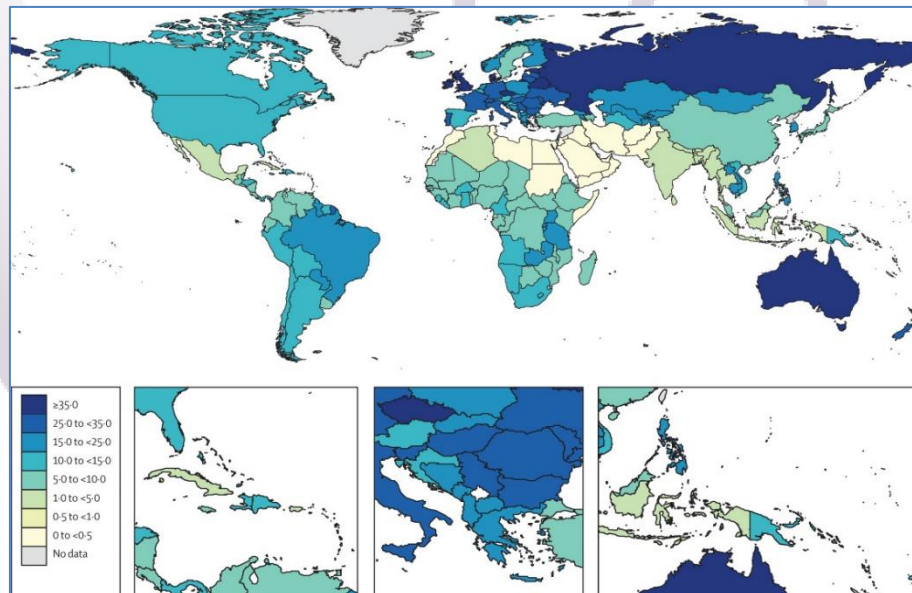 ≥35·0
25·0 to <35·0
15·0 to <25·0
10·0 to <15·0
5·0 to <10·0
1·0 to <5·0
0·5 to <1·0
0 to <0·5
No data